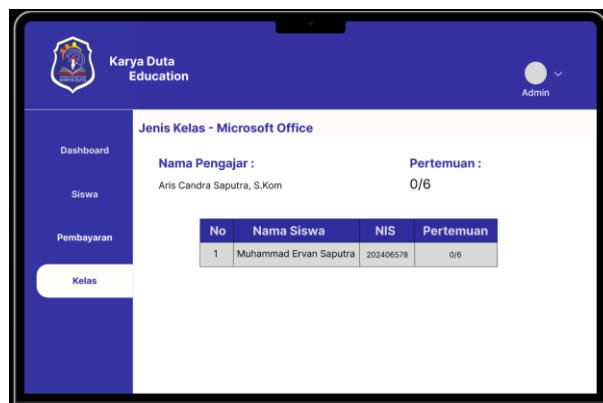 Karya Duta
Education
Admin
Dashboard
Siswa
Pembayaran
Kelas
Jenis Kelas - Microsoft Office
Nama Pengajar :
Pertemuan :
Aris Candra Saputra, S.Kom
0/6
No Nama Siswa NIS Pertemuan
1 Muhammad Ervan Saputra 202406578 0/6